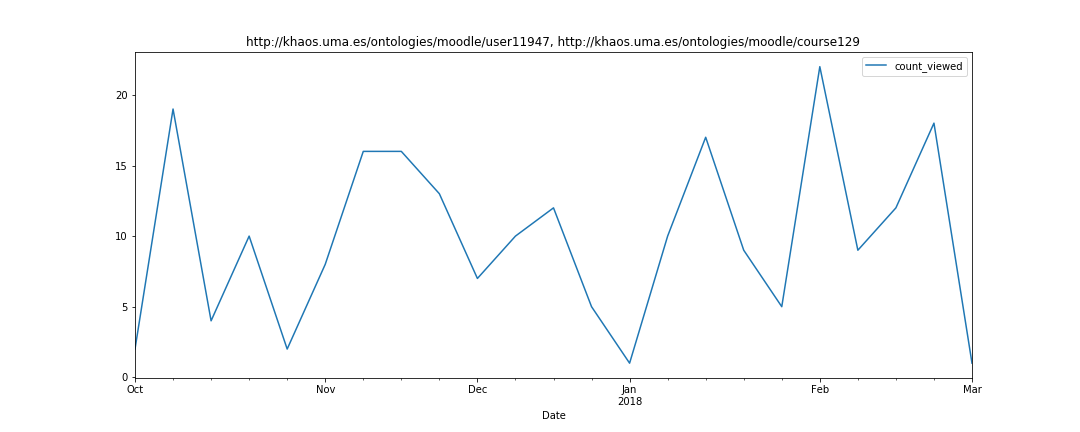 http://khaos.uma.es/ontologies/moodle/user11947, http://khaos.uma.es/ontologies/moodle/course129
count_viewed
20
15
10
5
0
Oct Nov Dec Jan Feb Mar
2018
Date